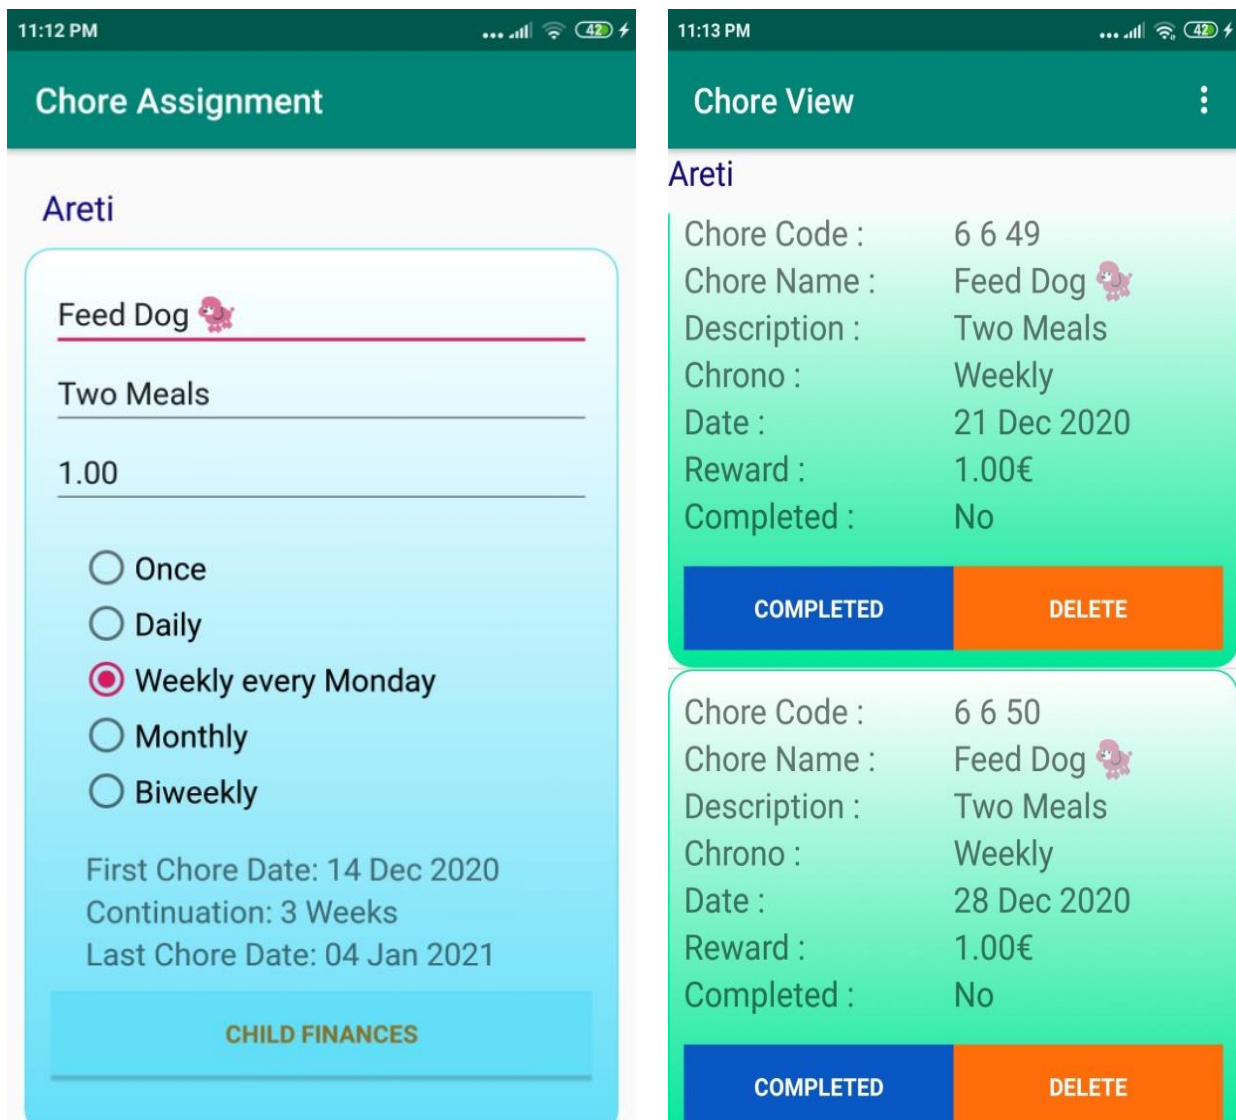 11:12 PM
42
Chore Assignment
Areti
Feed Dog 🐩
Two Meals
1.00
Once
Daily
Weekly every Monday
Monthly
Biweekly
First Chore Date: 14 Dec 2020
Continuation: 3 Weeks
Last Chore Date: 04 Jan 2021
CHILD FINANCES
11:13 PM
42
Chore View
Areti
Chore Code : 6 6 49
Chore Name : Feed Dog 🐩
Description : Two Meals
Chrono : Weekly
Date : 21 Dec 2020
Reward : 1.00€
Completed : No
COMPLETED DELETE
Chore Code : 6 6 50
Chore Name : Feed Dog 🐩
Description : Two Meals
Chrono : Weekly
Date : 28 Dec 2020
Reward : 1.00€
Completed : No
COMPLETED DELETE